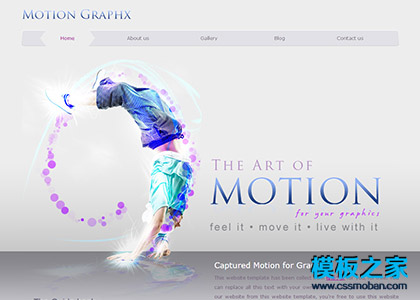 Motion Graphx
Home About us Gallery Blog Contact us
The Art of
MOTION
for your graphics
feel it • move it • live with it
Captured Motion for Gra
This website template has been collect
can replace all this text with your own
our website from this website template, you're free to use this website
模板之家
www.cssmoban.com